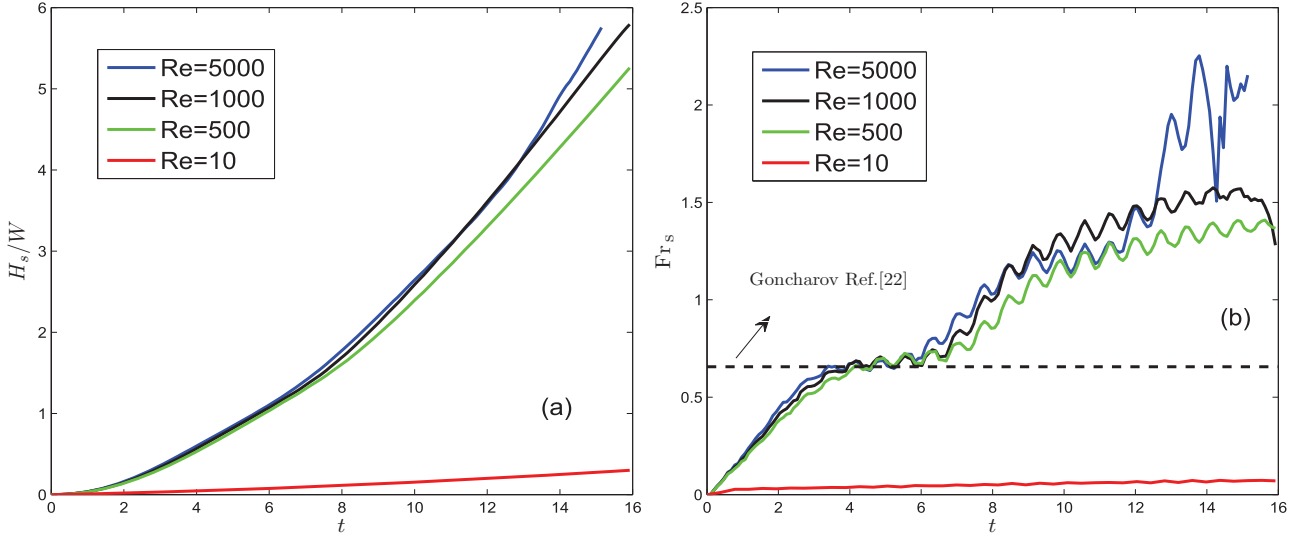 6
5
4
3
2
1
0
0 2 4 6 8 10 12 14 16
H_s/W
t
Re=5000
Re=1000
Re=500
Re=10
(a)
2.5
2
1.5
1
0.5
0
0 2 4 6 8 10 12 14 16
Fr_s
t
Re=5000
Re=1000
Re=500
Re=10
Goncharov Ref.[22]
(b)